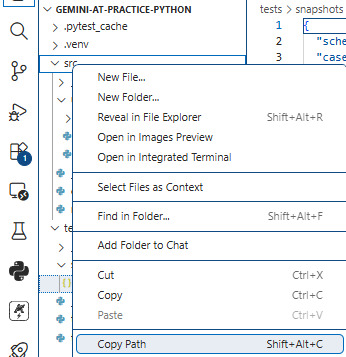 GEMINI-AT-PRACTICE-PYTHON
.pytest_cache
.venv
src
tests > snapshots
1 {
2 "sche
3 "case
New File...
New Folder...
Reveal in File Explorer Shift+Alt+R
Open in Images Preview
Open in Integrated Terminal
Select Files as Context
Find in Folder... Shift+Alt+F
Add Folder to Chat
Cut Ctrl+X
Copy Ctrl+C
Paste Ctrl+V
Copy Path Shift+Alt+C
te
1